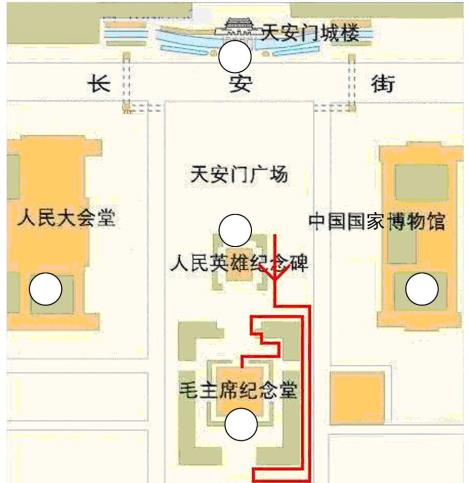 天安门城楼
长安街
天安门广场
人民大会堂
中国国家博物馆
人民英雄纪念碑
毛主席纪念堂